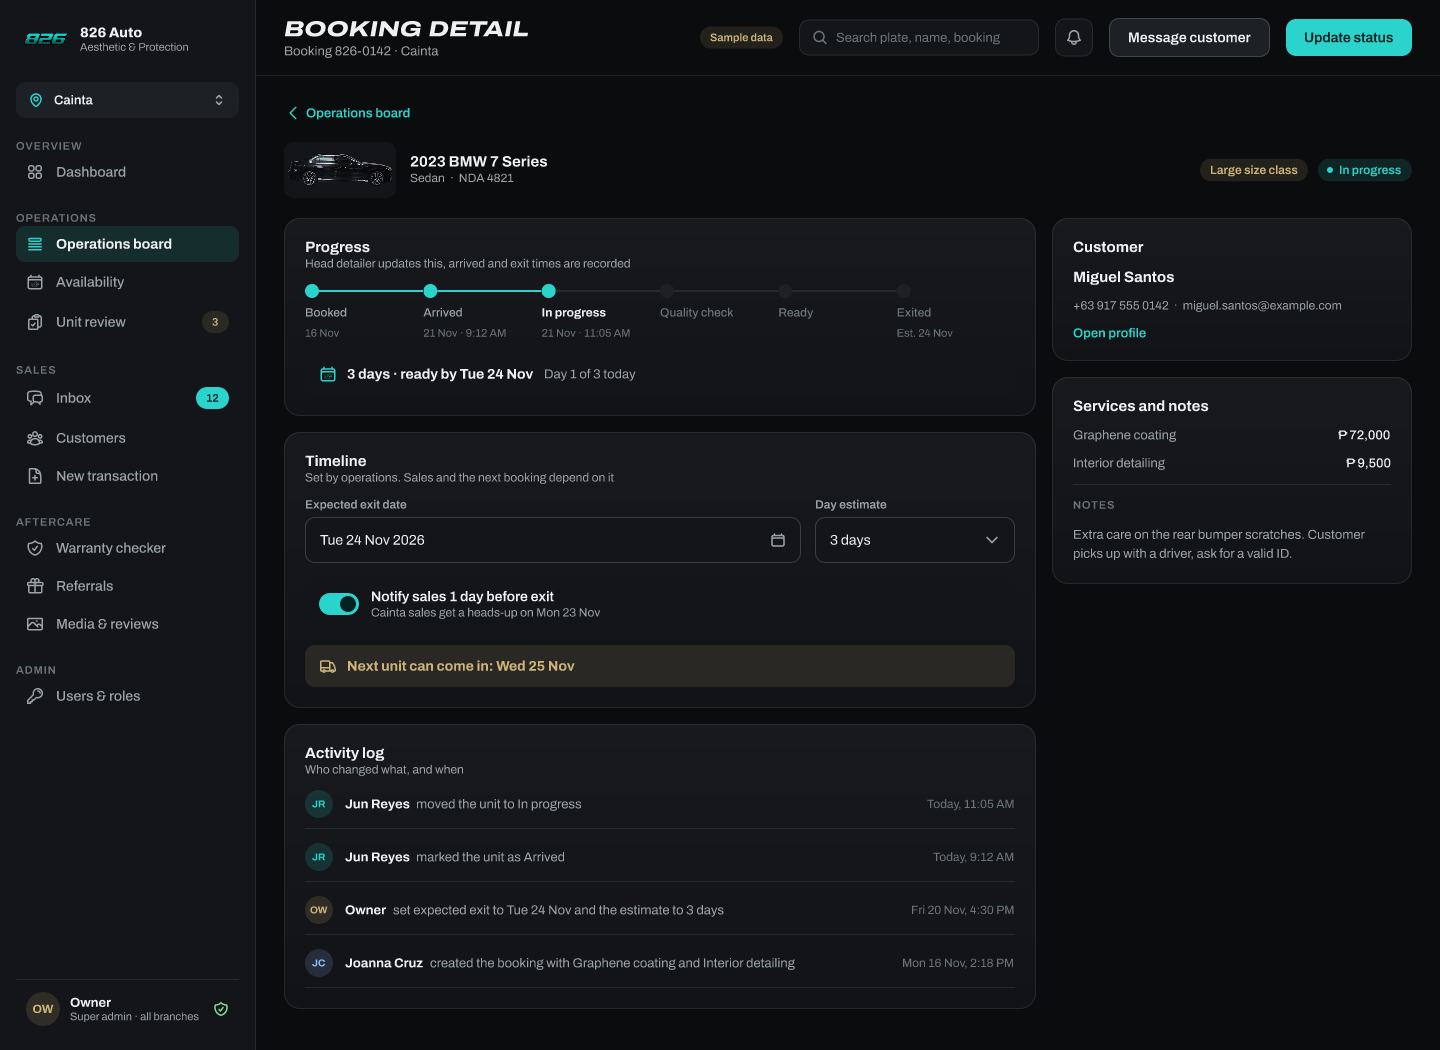 826
826 Auto
Aesthetic & Protection
Cainta
OVERVIEW
Dashboard
OPERATIONS
Operations board
Availability
Unit review
3
SALES
Inbox
12
Customers
New transaction
AFTERCARE
Warranty checker
Referrals
Media & reviews
ADMIN
Users & roles
OW
Owner
Super admin · all branches
BOOKING DETAIL
Booking 826-0142 · Cainta
Sample data
Search plate, name, booking
Message customer
Update status
Operations board
2023 BMW 7 Series
Sedan · NDA 4821
Large size class
In progress
Progress
Head detailer updates this, arrived and exit times are recorded
Booked
16 Nov
Arrived
21 Nov · 9:12 AM
In progress
21 Nov · 11:05 AM
Quality check
Ready
Exited
Est. 24 Nov
3 days · ready by Tue 24 Nov Day 1 of 3 today
Timeline
Set by operations. Sales and the next booking depend on it
Expected exit date
Tue 24 Nov 2026
Day estimate
3 days
Notify sales 1 day before exit
Cainta sales get a heads-up on Mon 23 Nov
Next unit can come in: Wed 25 Nov
Activity log
Who changed what, and when
JR Jun Reyes moved the unit to In progress Today, 11:05 AM
JR Jun Reyes marked the unit as Arrived Today, 9:12 AM
OW Owner set expected exit to Tue 24 Nov and the estimate to 3 days Fri 20 Nov, 4:30 PM
JC Joanna Cruz created the booking with Graphene coating and Interior detailing Mon 16 Nov, 2:18 PM
Customer
Miguel Santos
+63 917 555 0142 · miguel.santos@example.com
Open profile
Services and notes
Graphene coating ₱72,000
Interior detailing ₱9,500
NOTES
Extra care on the rear bumper scratches. Customer
picks up with a driver, ask for a valid ID.